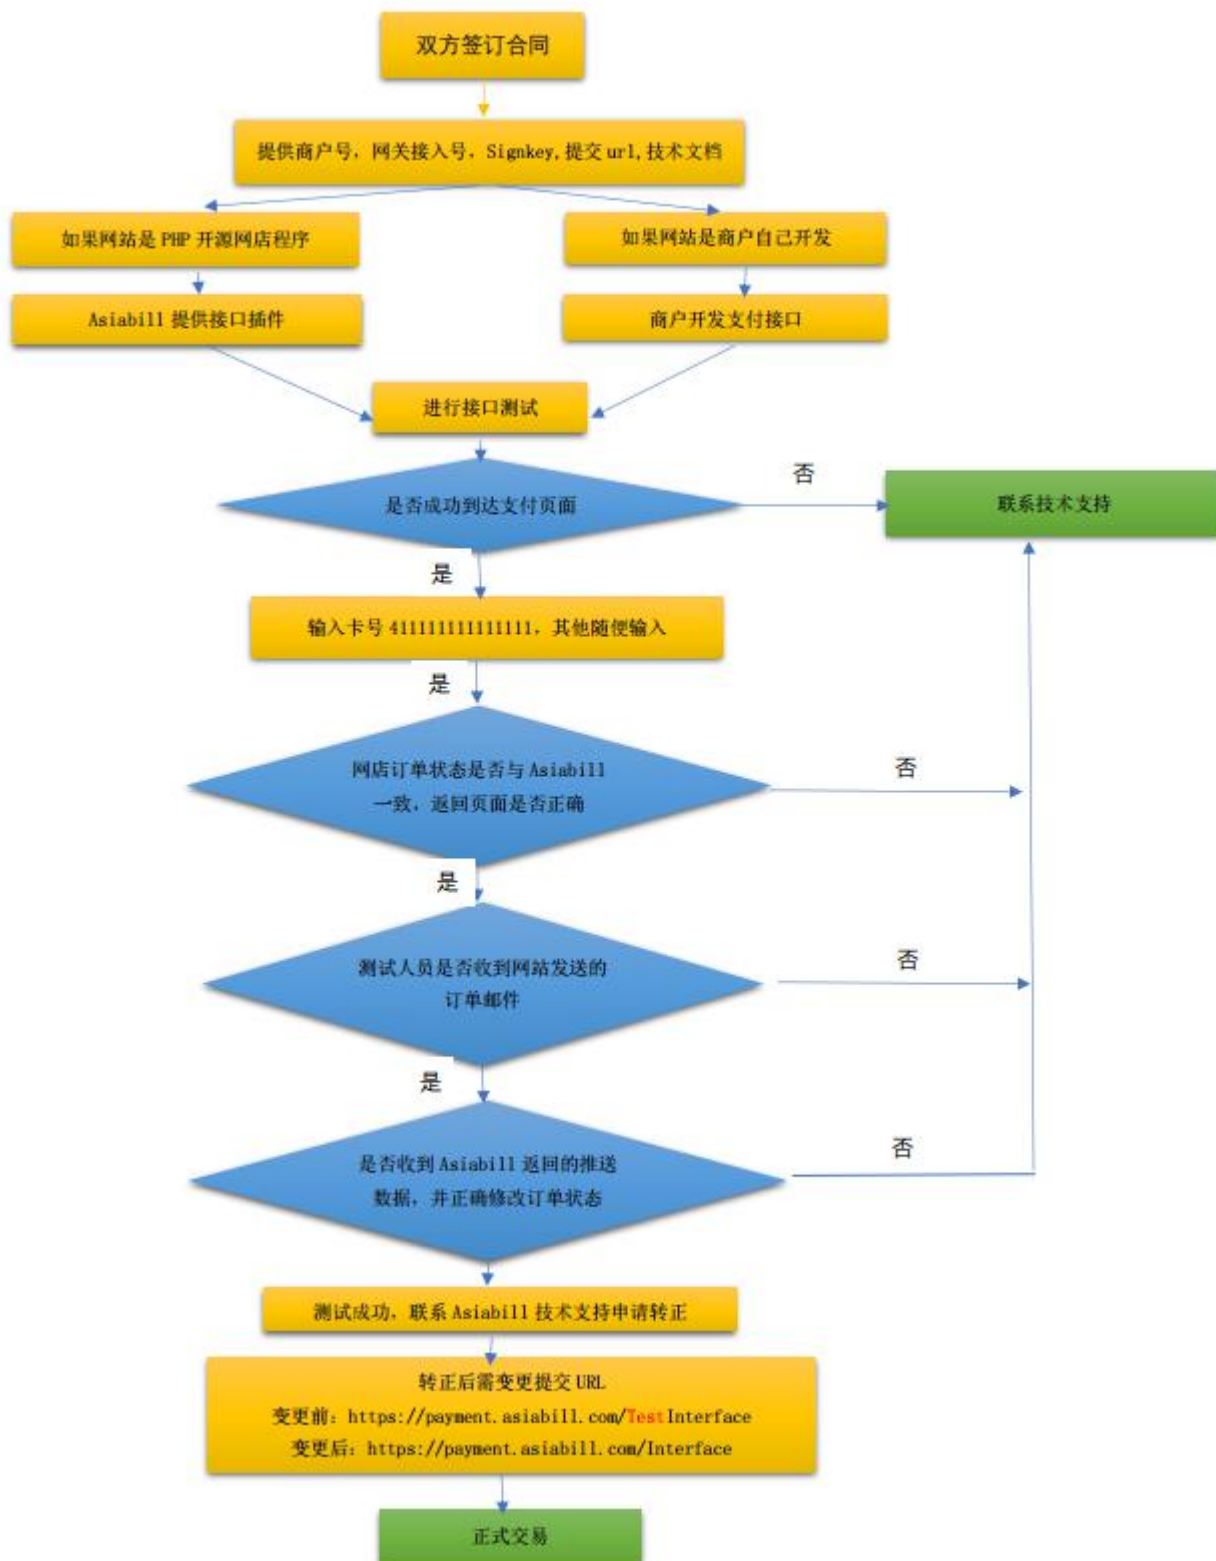 双方签订合同
提供商户号，网关接入号，Signkey,提交url,技术文档
如果网站是 PHP 开源网店程序
如果网站是商户自己开发
Asiabill 提供接口插件
商户开发支付接口
进行接口测试
是否成功到达支付页面
否
联系技术支持
是
输入卡号 411111111111111，其他随便输入
是
网店订单状态是否与 Asiabill
一致，返回页面是否正确
否
是
测试人员是否收到网站发送的
订单邮件
否
是
是否收到 Asiabill 返回的推送
数据，并正确修改订单状态
否
测试成功，联系 Asiabill 技术支持申请转正
转正后需变更提交 URL
变更前：https://payment.asiabill.com/TestInterface
变更后：https://payment.asiabill.com/Interface
正式交易